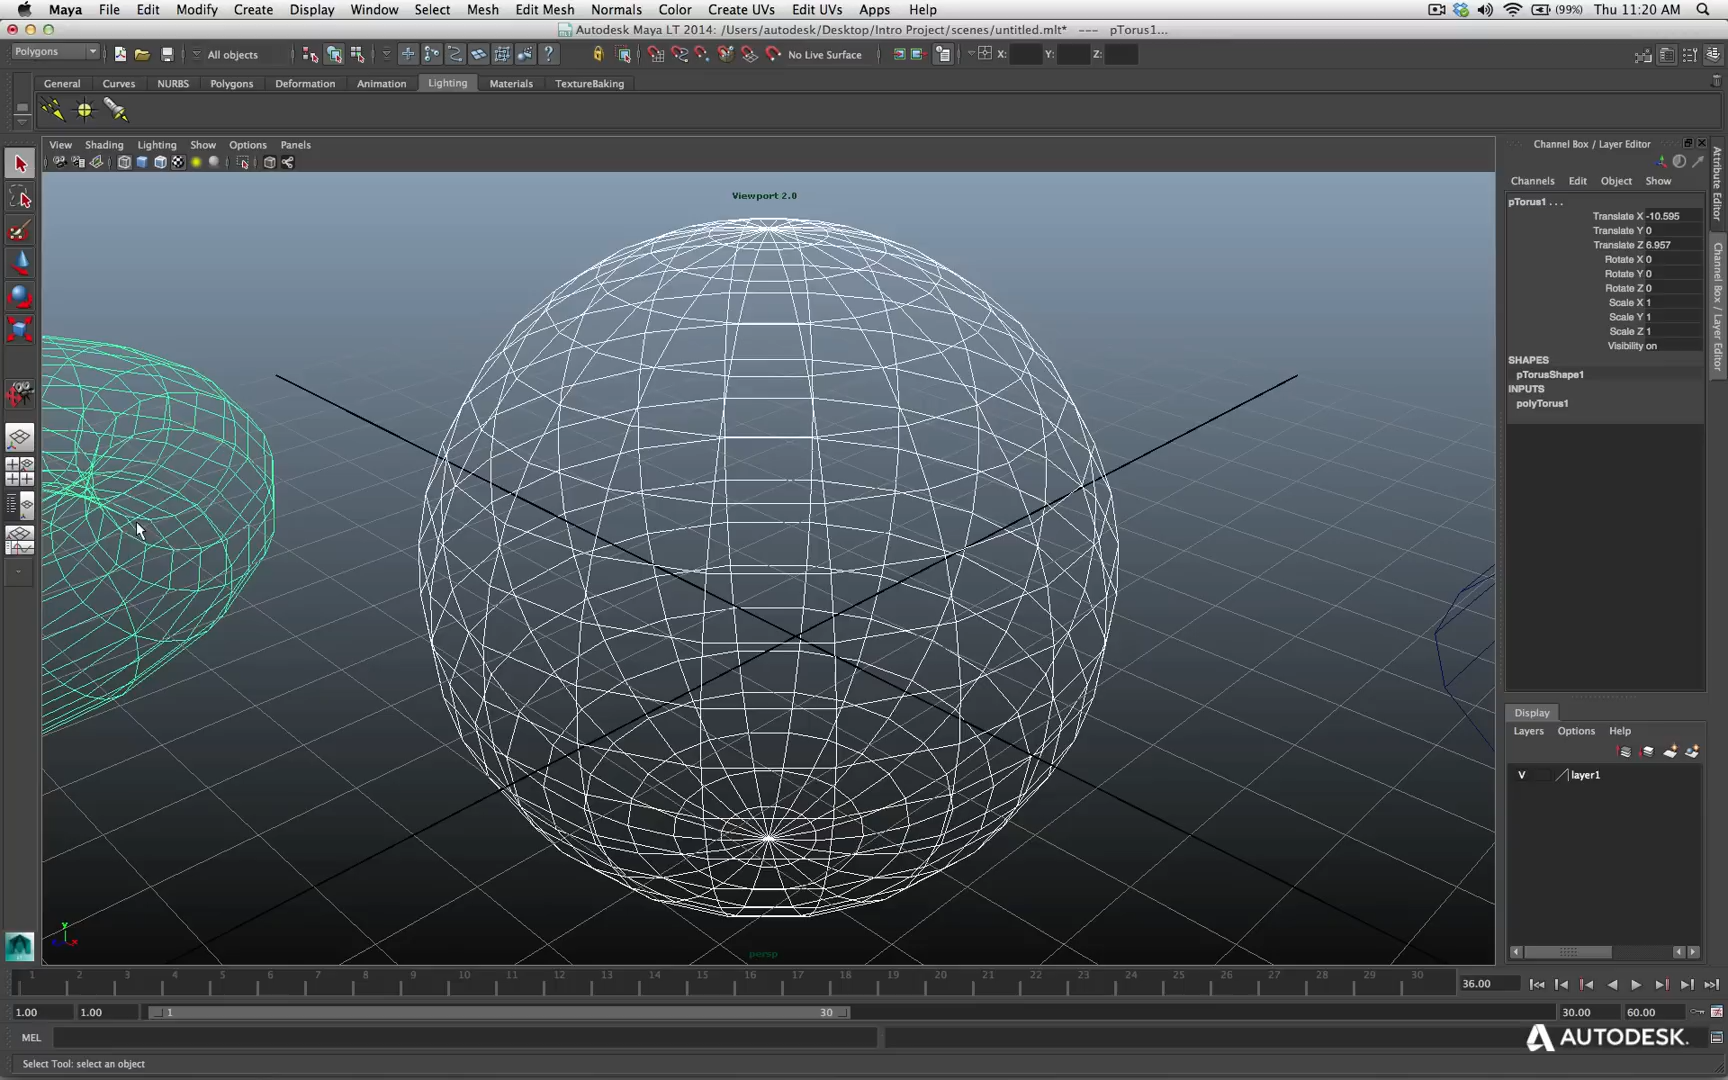 Maya File Edit Modify Create Display Window Select Mesh Edit Mesh Normals Color Create UVs Edit UVs Apps Help (99%) Thu 11:20 AM
Autodesk Maya LT 2014: /Users/autodesk/Desktop/Intro Project/scenes/untitled.mlt* --- pTorus1...
Polygons All objects No Live Surface X: Y: Z:
General Curves NURBS Polygons Deformation Animation Lighting Materials TextureBaking
View Shading Lighting Show Options Panels
Channel Box / Layer Editor
Channels Edit Object Show
Attribute Editor
Channel Box / Layer Editor
Viewport 2.0
pTorus1 . . .
Translate X -10.595
Translate Y 0
Translate Z 6.957
Rotate X 0
Rotate Y 0
Rotate Z 0
Scale X 1
Scale Y 1
Scale Z 1
Visibility on
SHAPES
pTorusShape1
INPUTS
polyTorus1
Display
Layers Options Help
V layer1
y
x
persp
1 2 3 4 5 6 7 8 9 10 11 12 13 14 15 16 17 18 19 20 21 22 23 24 25 26 27 28 29 30 36.00
1.00 1.00 1 30 30.00 60.00
MEL
AUTODESK.
Select Tool: select an object